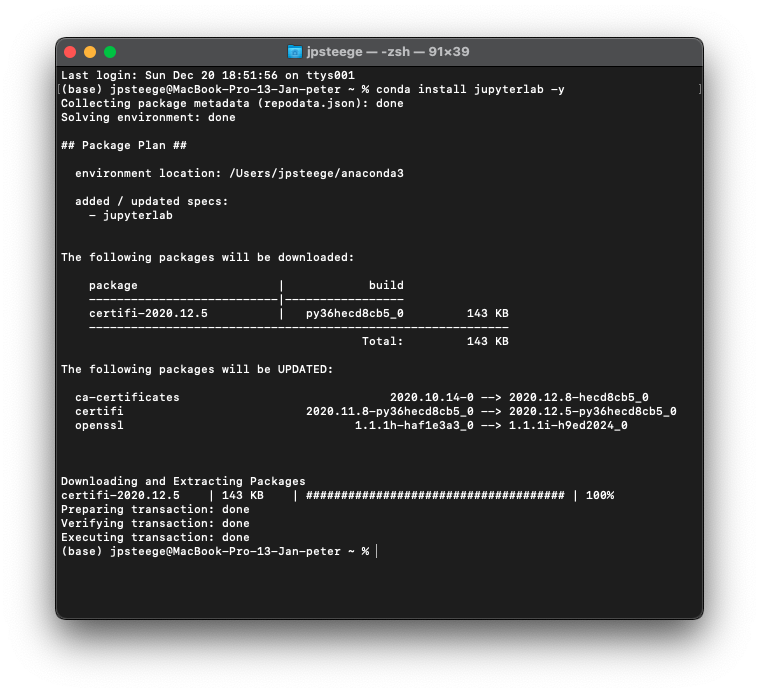 jpsteege — -zsh — 91×39
Last login: Sun Dec 20 18:51:56 on ttys001
[(base) jpsteege@MacBook-Pro-13-Jan-peter ~ % conda install jupyterlab -y ]
Collecting package metadata (repodata.json): done
Solving environment: done
## Package Plan ##
environment location: /Users/jpsteege/anaconda3
added / updated specs:
- jupyterlab
The following packages will be downloaded:
package | build
---------------------------|-----------------
certifi-2020.12.5 | py36hecd8cb5_0 143 KB
------------------------------------------------------------
Total: 143 KB
The following packages will be UPDATED:
ca-certificates 2020.10.14-0 --> 2020.12.8-hecd8cb5_0
certifi 2020.11.8-py36hecd8cb5_0 --> 2020.12.5-py36hecd8cb5_0
openssl 1.1.1h-haf1e3a3_0 --> 1.1.1i-h9ed2024_0
Downloading and Extracting Packages
certifi-2020.12.5 | 143 KB | ##################################### | 100%
Preparing transaction: done
Verifying transaction: done
Executing transaction: done
(base) jpsteege@MacBook-Pro-13-Jan-peter ~ %